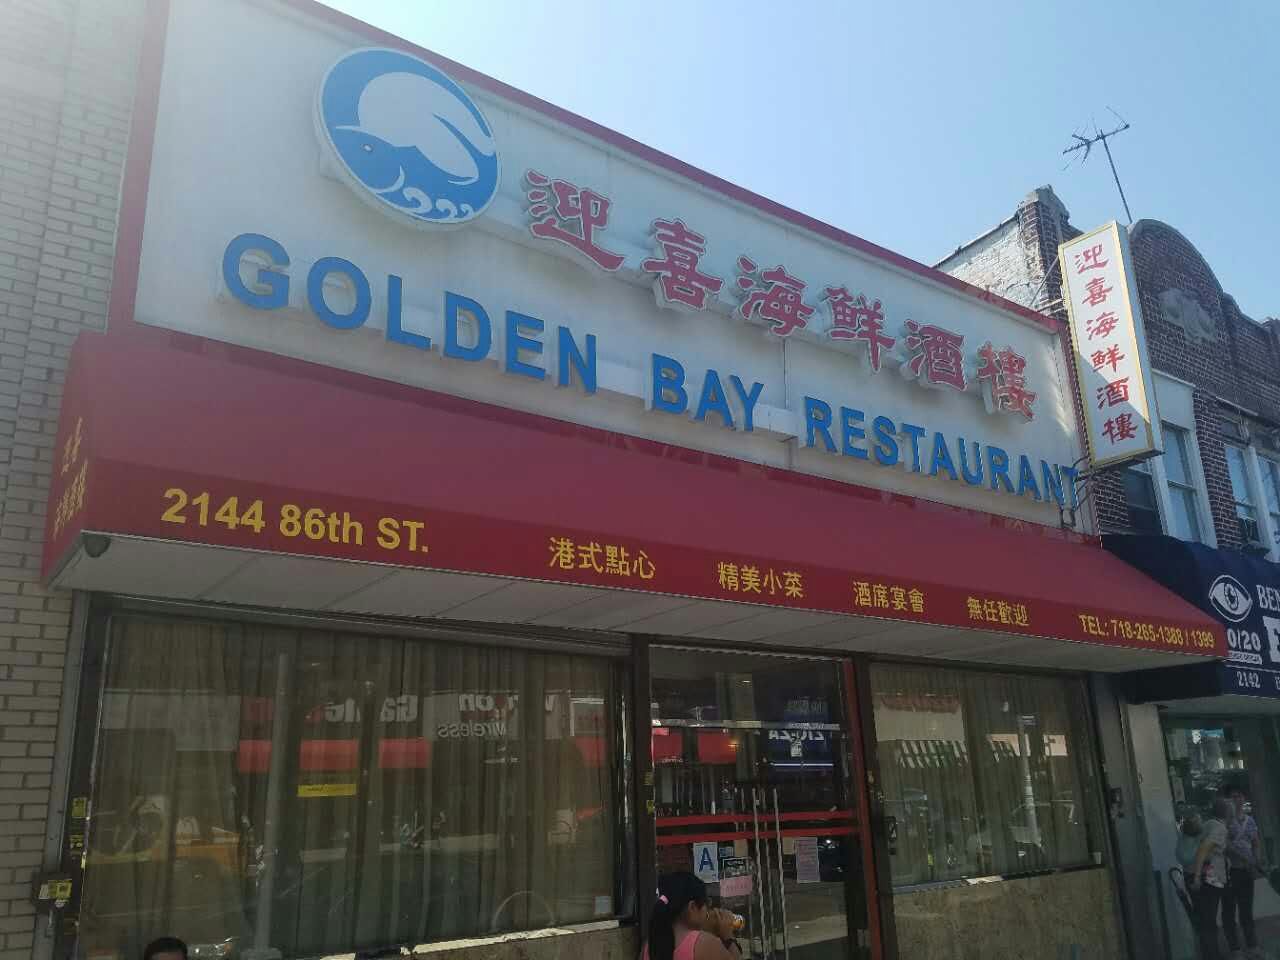 迎喜海鮮酒樓
GOLDEN BAY RESTAURANT
迎喜海鮮酒樓
2144 86th ST.
港式點心
精美小菜
酒席宴會
無任歡迎
TEL: 718-265-1388 / 1399
A
2142